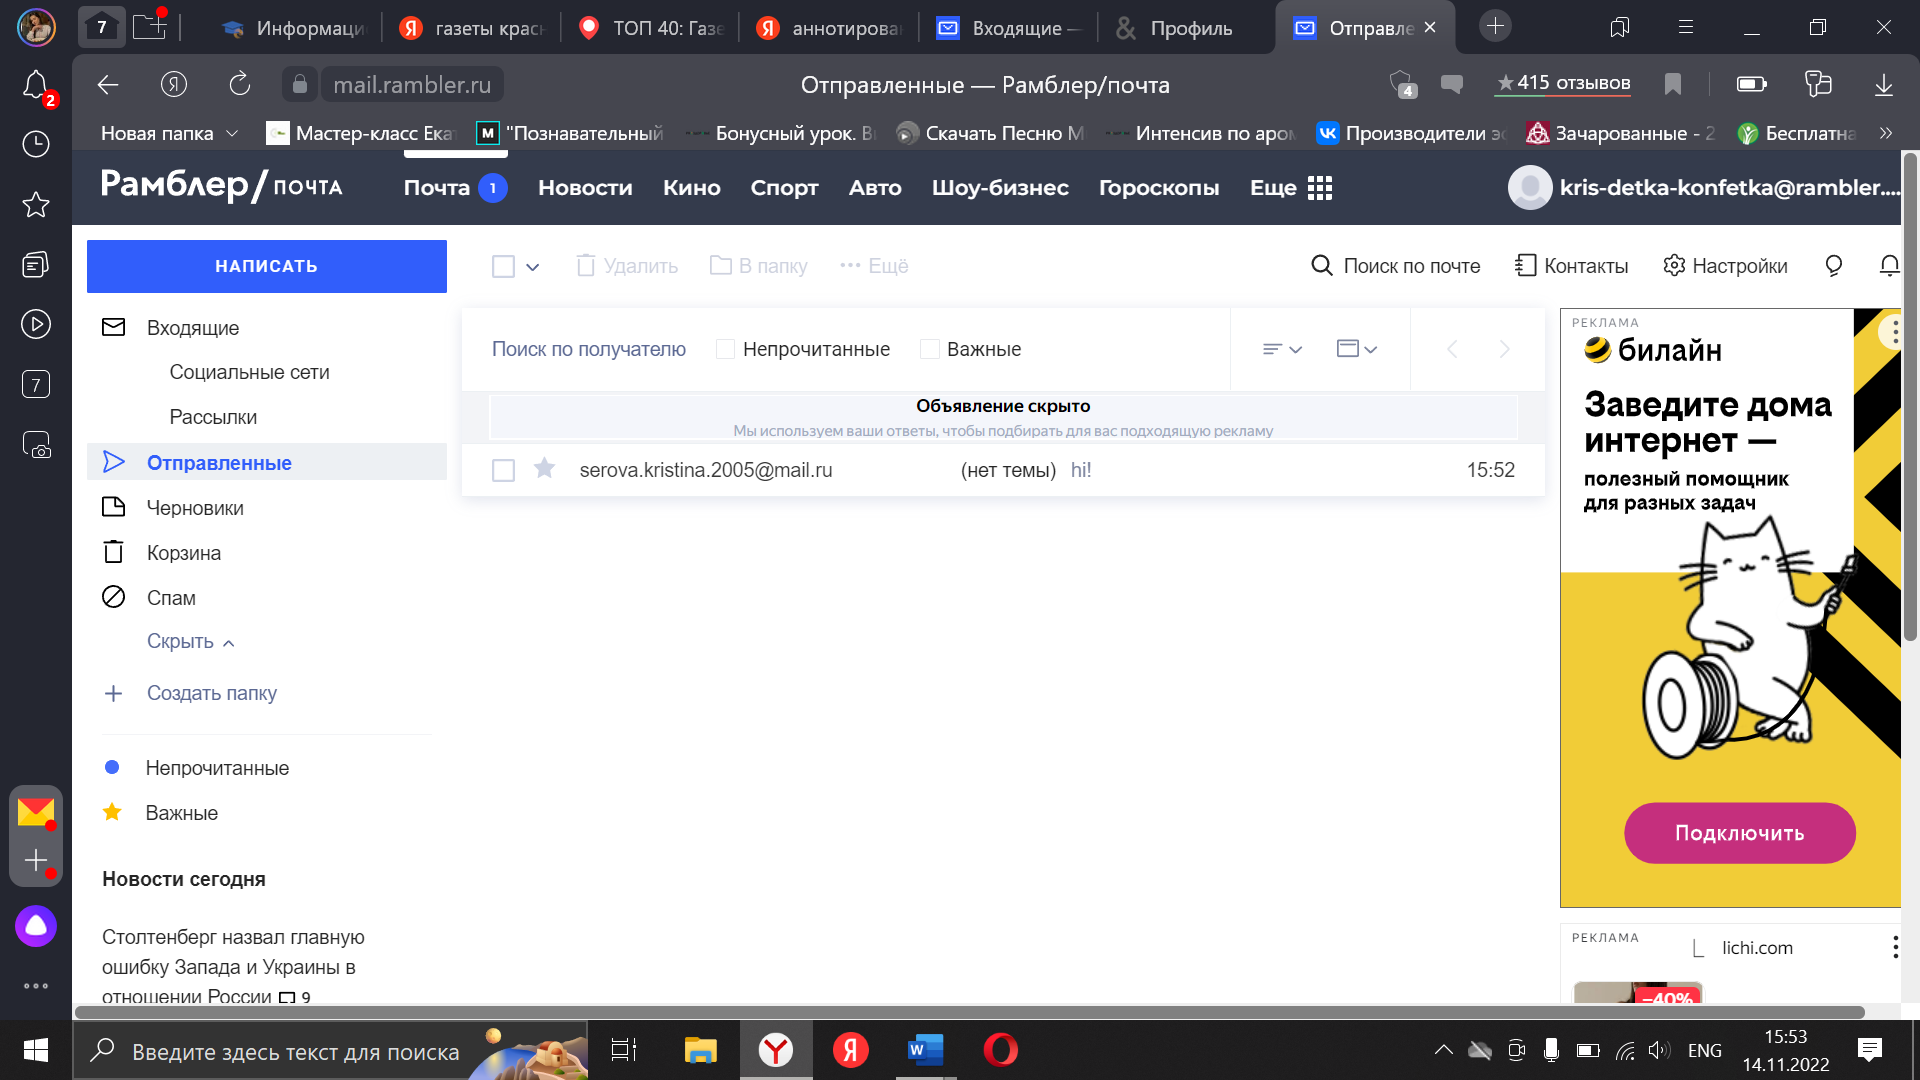 7
Информаци
газеты крас
ТОП 40: Газе
аннотирова
Входящие —
Профиль
Отправле
2
mail.rambler.ru
Отправленные — Рамблер/почта
4
★415 отзывов
Новая папка
Мастер-класс Ека
"Познавательный
Бонусный урок. В
Скачать Песню М
Интенсив по аром
Производители э
Зачарованные - 2
Бесплатна
Рамблер/ПОЧТА
Почта 1
Новости
Кино
Спорт
Авто
Шоу-бизнес
Гороскопы
Еще
kris-detka-konfetka@rambler....
7
НАПИСАТЬ
Удалить
В папку
Ещё
Поиск по почте
Контакты
Настройки
Входящие
Социальные сети
Рассылки
Отправленные
Черновики
Корзина
Спам
Скрыть
Создать папку
Непрочитанные
Важные
Поиск по получателю
Непрочитанные
Важные
Объявление скрыто
Мы используем ваши ответы, чтобы подбирать для вас подходящую рекламу
serova.kristina.2005@mail.ru (нет темы) hi! 15:52
РЕКЛАМА
билайн
Заведите дома
интернет —
полезный помощник
для разных задач
Подключить
РЕКЛАМА
lichi.com
–40%
Новости сегодня
Столтенберг назвал главную
ошибку Запада и Украины в
отношении России 9
Введите здесь текст для поиска
ENG
15:53
14.11.2022